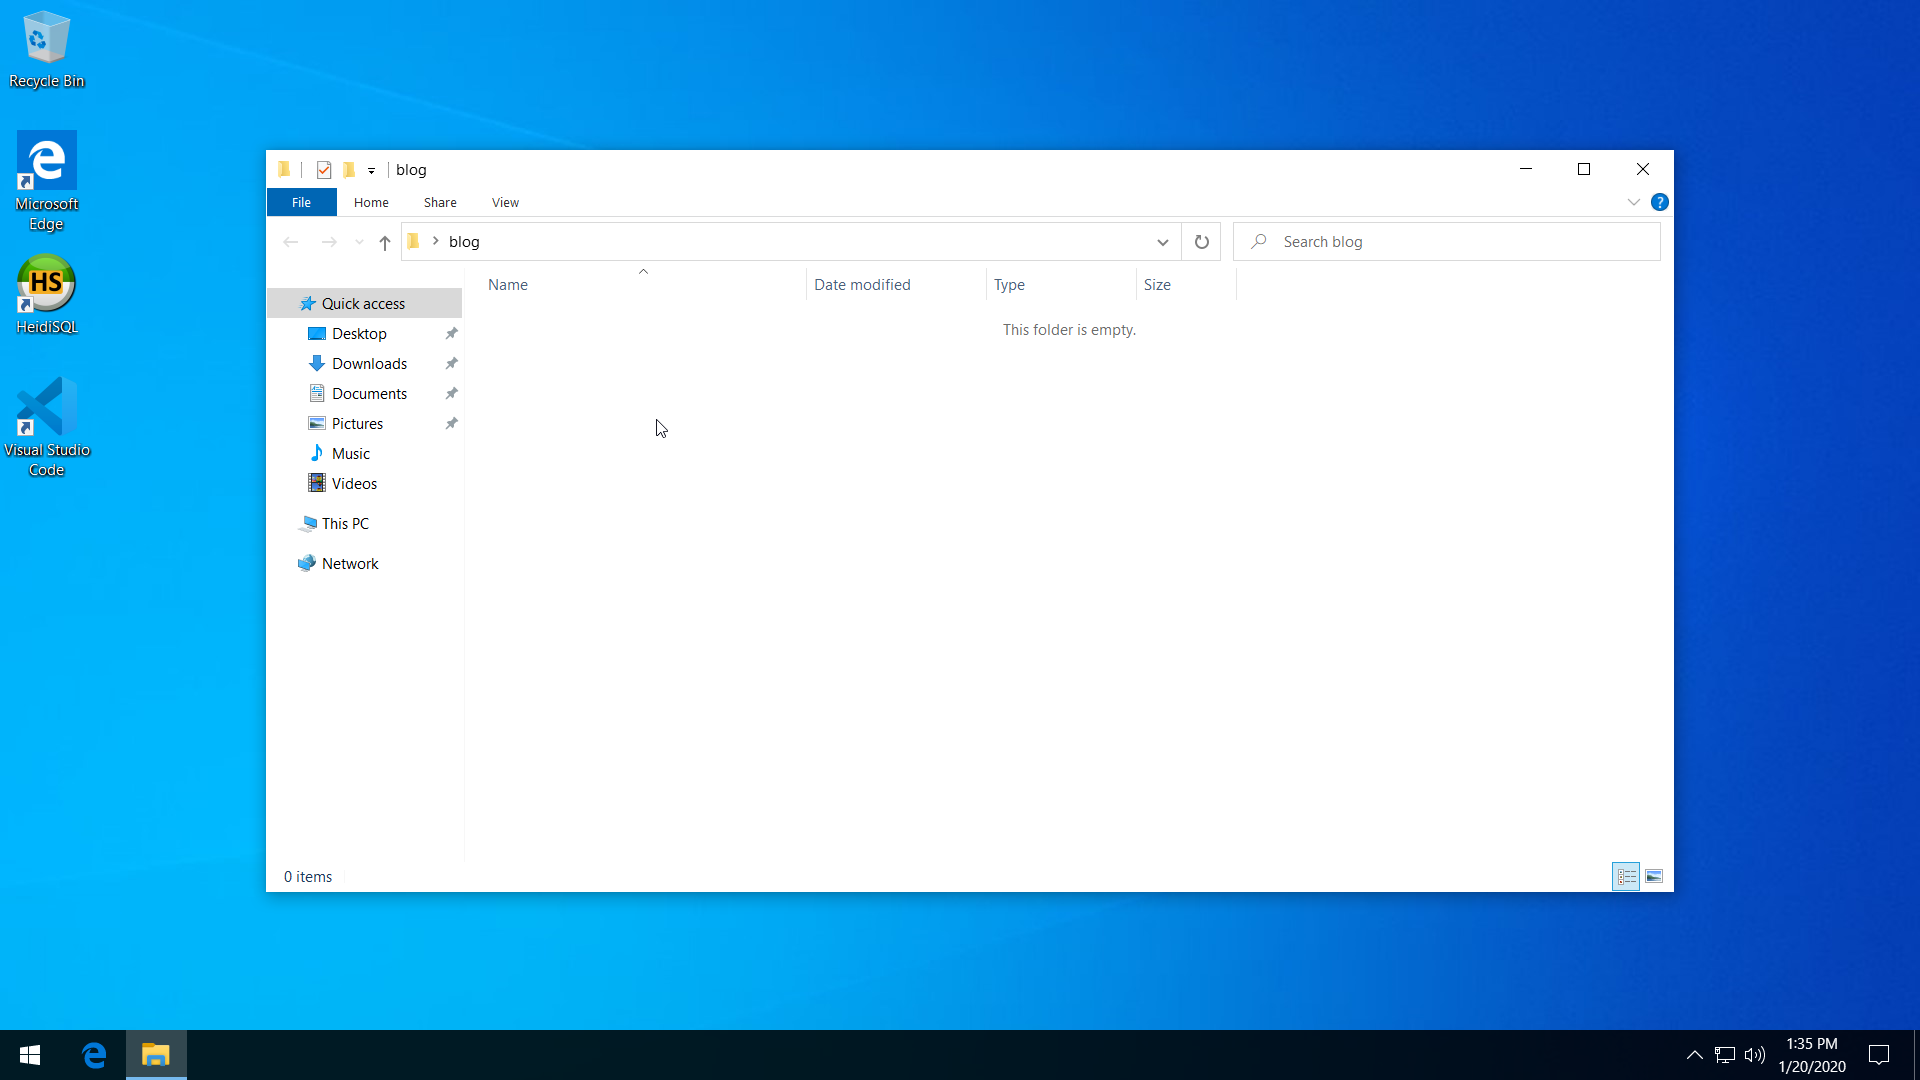 Recycle Bin
Microsoft
Edge
HS
HeidiSQL
Visual Studio
Code
blog
File
Home
Share
View
?
blog
Search blog
Name
Date modified
Type
Size
This folder is empty.
Quick access
Desktop
Downloads
Documents
Pictures
Music
Videos
This PC
Network
0 items
1:35 PM
1/20/2020